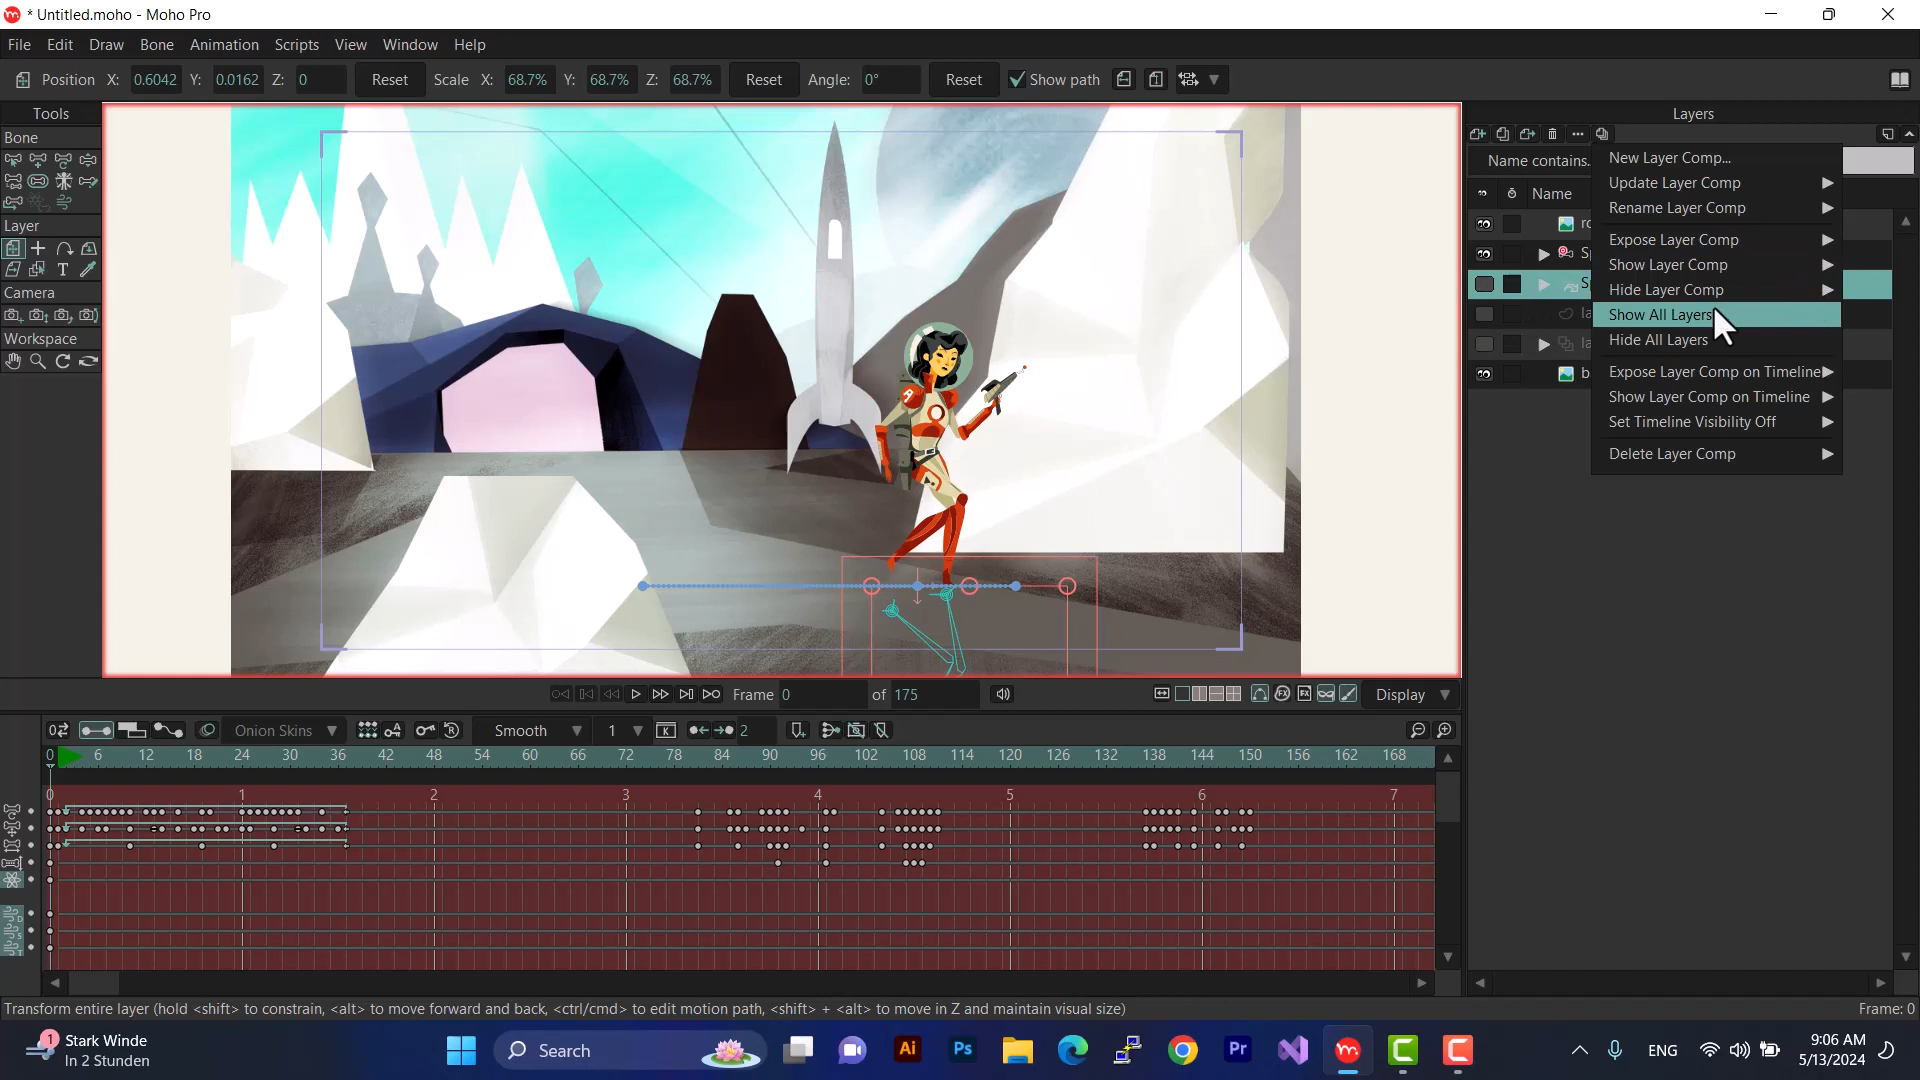 * Untitled.moho - Moho Pro
File Edit Draw Bone Animation Scripts View Window Help
Position X: 0.6042 Y: 0.0162 Z: 0 Reset Scale X: 68.7% Y: 68.7% Z: 68.7% Reset Angle: 0° Reset Show path
Tools
Bone
Layer
Camera
Workspace
Layers
Name contains.
Name
New Layer Comp...
Update Layer Comp
Rename Layer Comp
Expose Layer Comp
Show Layer Comp
Hide Layer Comp
Show All Layers
Hide All Layers
Expose Layer Comp on Timeline
Show Layer Comp on Timeline
Set Timeline Visibility Off
Delete Layer Comp
Frame 0 of 175 Display
Onion Skins Smooth 1 2
0 6 12 18 24 30 36 42 48 54 60 66 72 78 84 90 96 102 108 114 120 126 132 138 144 150 156 162 168
0 1 2 3 4 5 6 7
Transform entire layer (hold <shift> to constrain, <alt> to move forward and back, <ctrl/cmd> to edit motion path, <shift> + <alt> to move in Z and maintain visual size) Frame: 0
1 Stark Winde
In 2 Stunden
Search
Ai Ps Pr
ENG
9:06 AM
5/13/2024